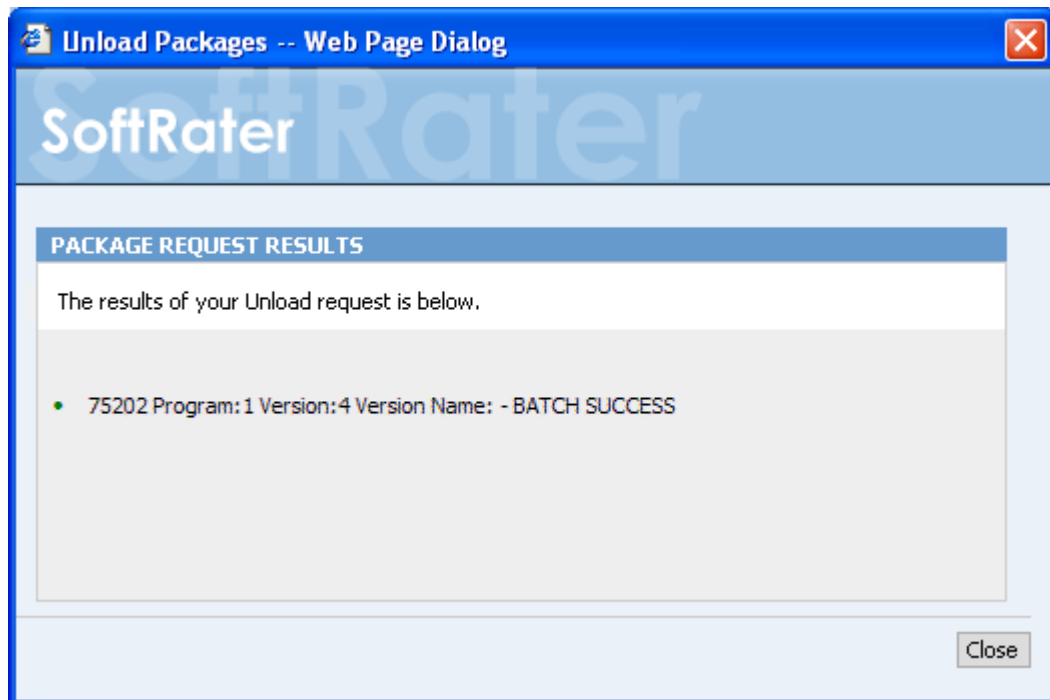 Unload Packages -- Web Page Dialog
SoftRater
SoftRater
PACKAGE REQUEST RESULTS
The results of your Unload request is below.
75202 Program:1 Version:4 Version Name: - BATCH SUCCESS
Close